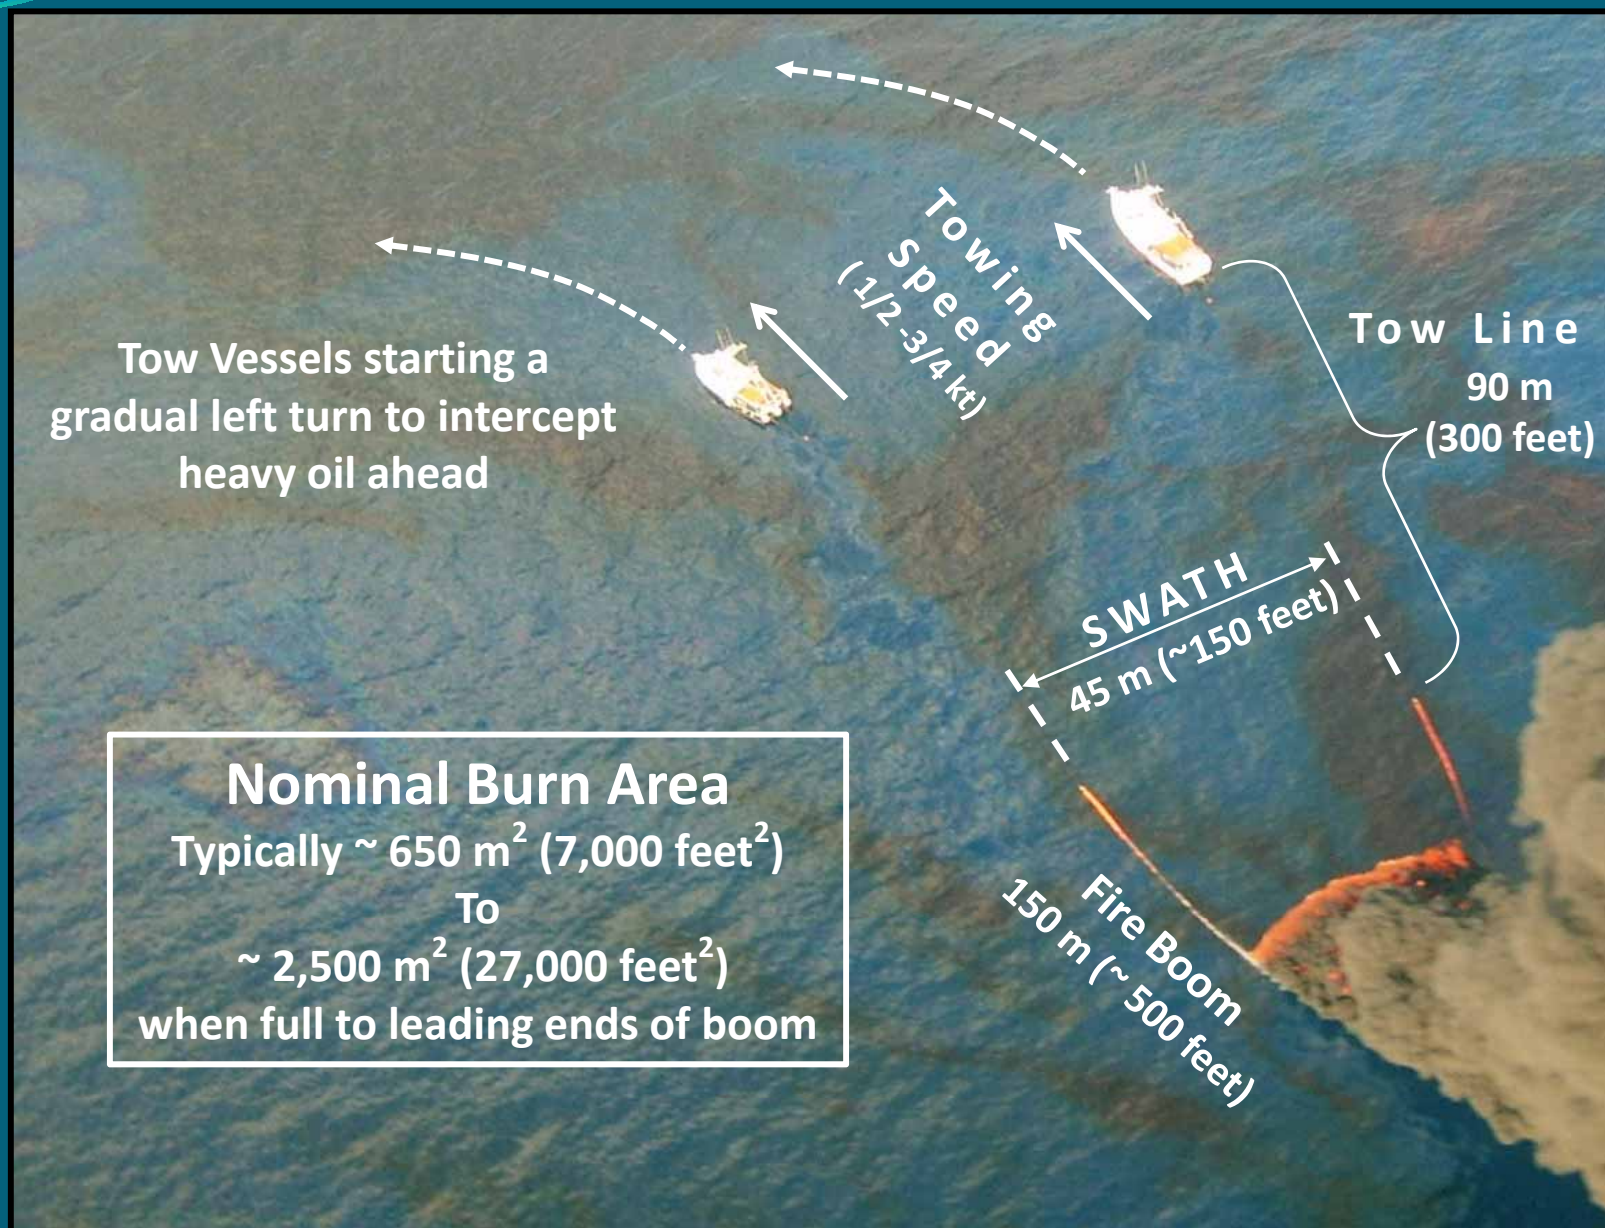 Towing
Speed
( 1/2 -3/4 kt)
Tow Line
90 m
(300 feet)
Tow Vessels starting a
gradual left turn to intercept
heavy oil ahead
SWATH
45 m (~150 feet)
Nominal Burn Area
Typically ~ 650 m² (7,000 feet²)
To
~ 2,500 m² (27,000 feet²)
when full to leading ends of boom
Fire Boom
150 m (~ 500 feet)